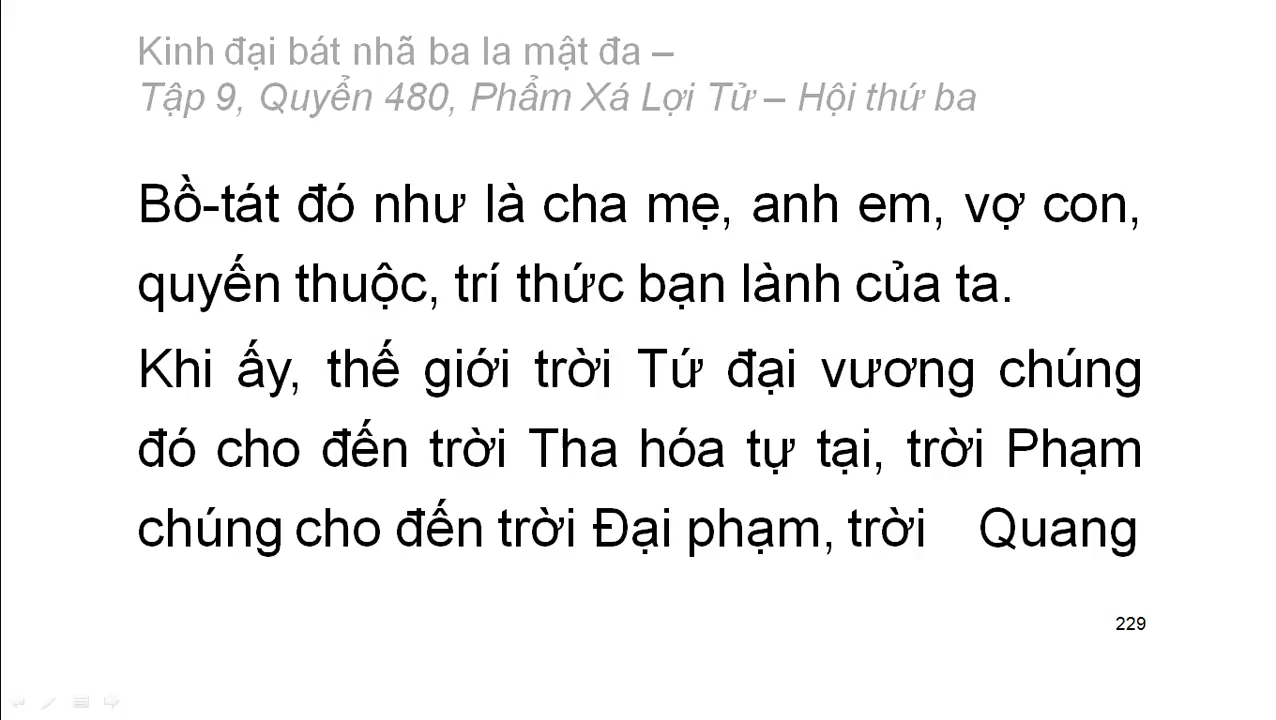 Kinh đại bát nhã ba la mật đa –
Tập 9, Quyển 480, Phẩm Xá Lợi Tử – Hội thứ ba
Bồ-tát đó như là cha mẹ, anh em, vợ con,
quyến thuộc, trí thức bạn lành của ta.
Khi ấy, thế giới trời Tứ đại vương chúng
đó cho đến trời Tha hóa tự tại, trời Phạm
chúng cho đến trời Đại phạm, trời Quang
229